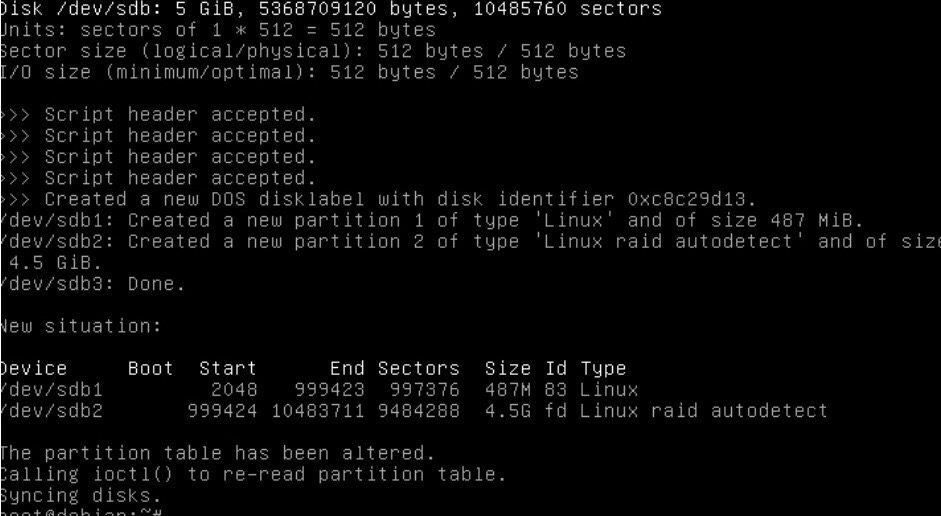 Disk /dev/sdb: 5 GiB, 5368709120 bytes, 10485760 sectors
Units: sectors of 1 * 512 = 512 bytes
Sector size (logical/physical): 512 bytes / 512 bytes
I/O size (minimum/optimal): 512 bytes / 512 bytes
>>> Script header accepted.
>>> Script header accepted.
>>> Script header accepted.
>>> Script header accepted.
>>> Created a new DOS disklabel with disk identifier 0xc8c29d13.
/dev/sdb1: Created a new partition 1 of type 'Linux' and of size 487 MiB.
/dev/sdb2: Created a new partition 2 of type 'Linux raid autodetect' and of size
4.5 GiB.
/dev/sdb3: Done.
New situation:
Device Boot Start End Sectors Size Id Type
/dev/sdb1 2048 999423 997376 487M 83 Linux
/dev/sdb2 999424 10483711 9484288 4.5G fd Linux raid autodetect
The partition table has been altered.
Calling ioctl() to re-read partition table.
Syncing disks.
root@debian:~#